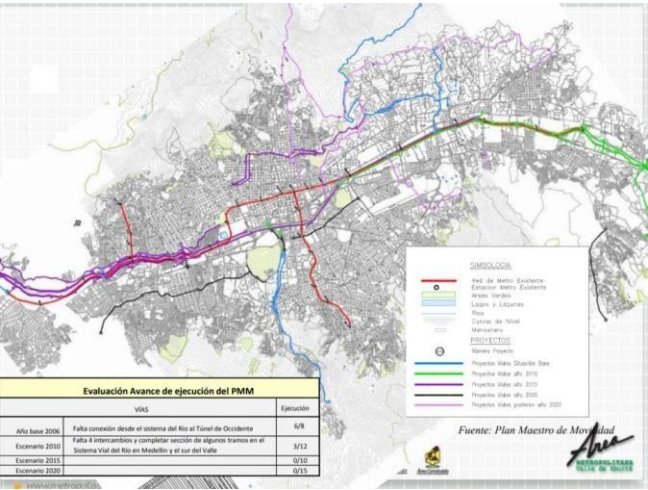 SIMBOLOGIA
Red de Metro Existente
Estacion Metro Existente
Areas Verdes
Lagos y Lagunas
Rios
Curvas de Nivel
Manzanero
PROYECTOS
Número Proyecto
Proyectos Viales Situación Base
Proyectos Viales año 2010
Proyectos Viales año 2015
Proyectos Viales año 2020
Proyectos Viales posterior año 2020
Evaluación Avance de ejecución del PMM
VÍAS Ejecución
Año base 2006 Falta conexión desde el sistema del Río al Túnel de Occidente 6/8
Escenario 2010 Falta 4 intercambios y completar sección de algunos tramos en el
Sistema Vial del Río en Medellín y el sur del Valle 3/12
Escenario 2015 0/10
Escenario 2020 0/15
Fuente: Plan Maestro de Movilidad
Área
METROPOLITANA
Valle de Aburrá